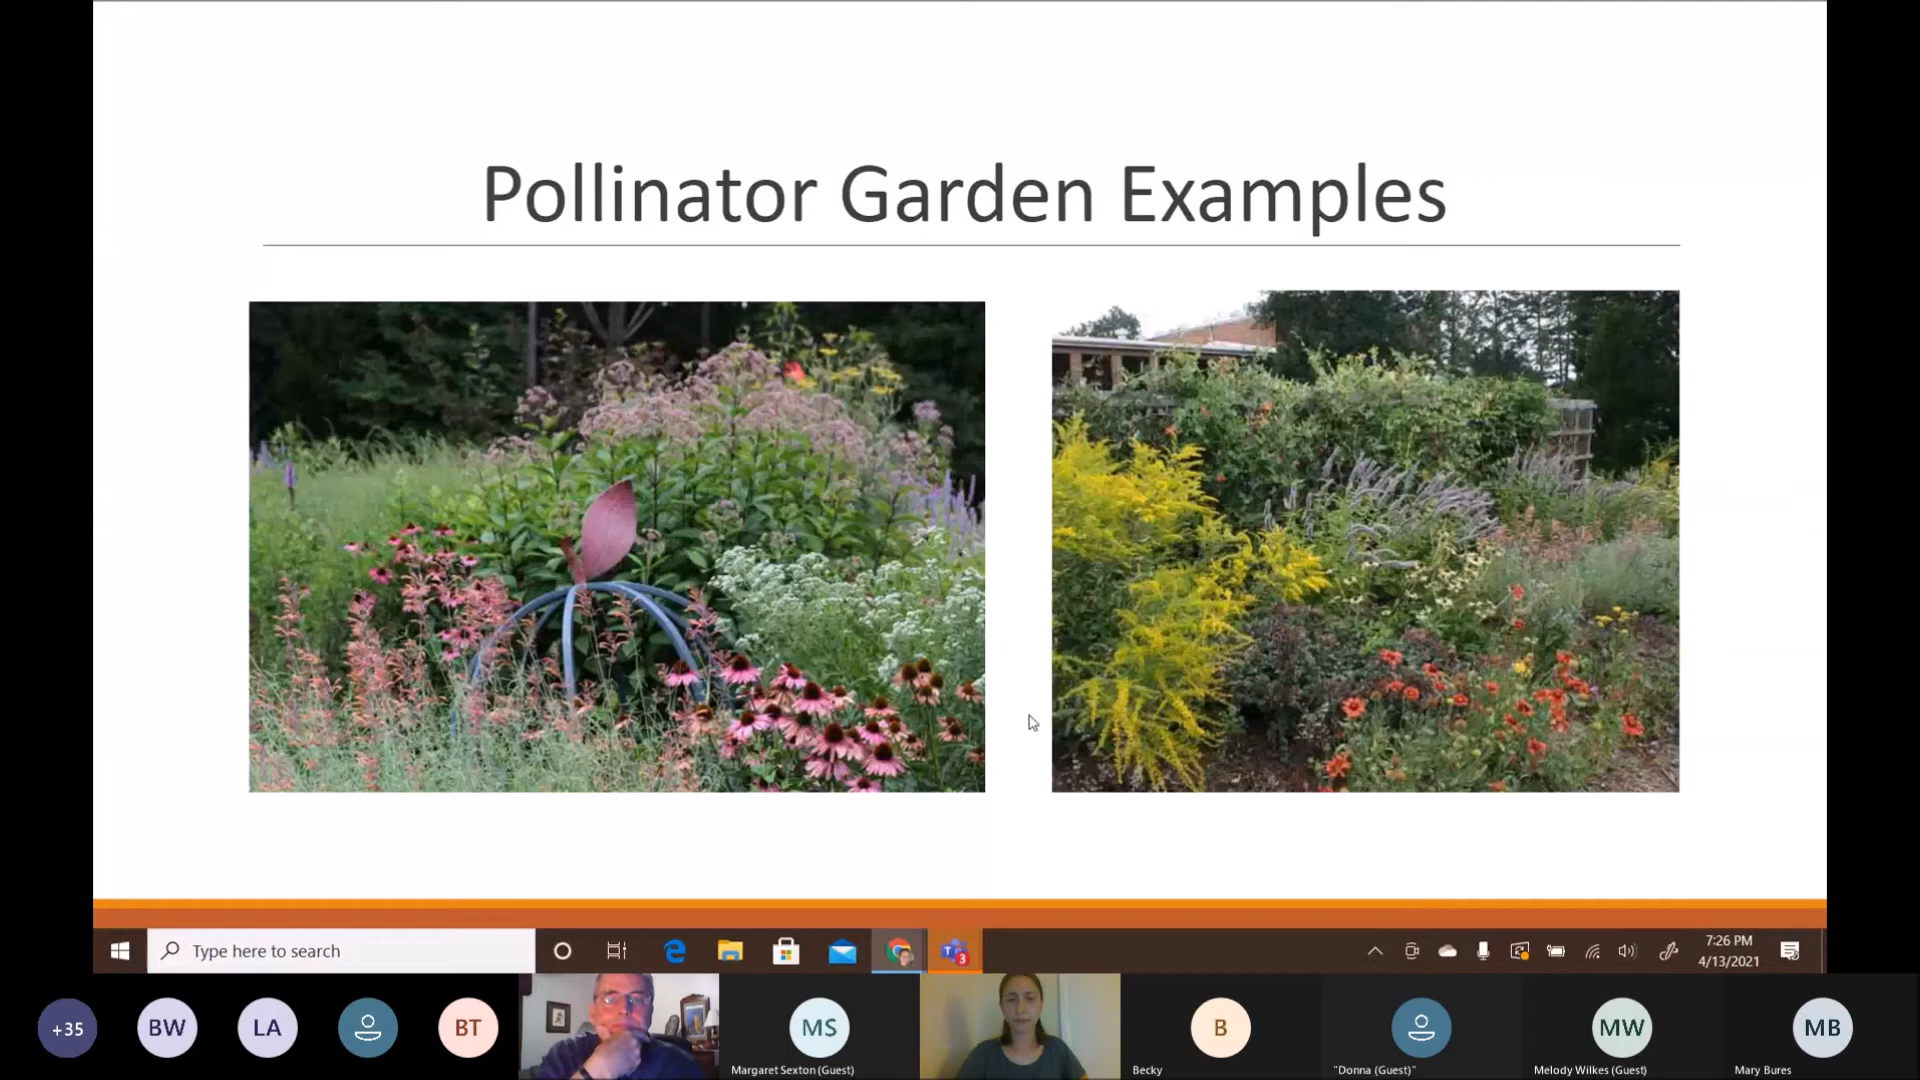 Pollinator Garden Examples
Type here to search
3
7:26 PM
4/13/2021
+35
BW
LA
BT
MS
B
MW
MB
Margaret Sexton (Guest)
Becky
"Donna (Guest)"
Melody Wilkes (Guest)
Mary Bures